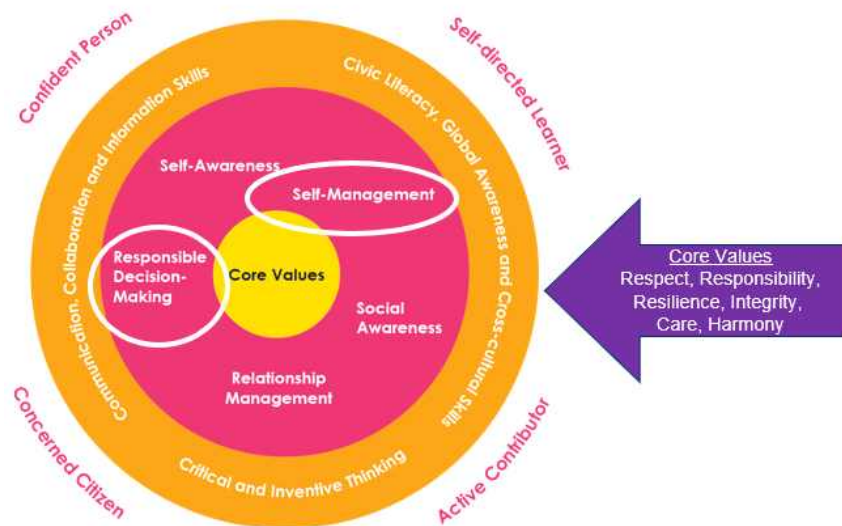 Confident Person
Self-directed Learner
Communication, Collaboration and Information Skills
Civic Literacy, Global Awareness and Cross-cultural Skills
Self-Awareness
Self-Management
Responsible
Decision-
Making
Core Values
Social
Awareness
Relationship
Management
Critical and Inventive Thinking
Concerned Citizen
Active Contributor
Core Values
Respect, Responsibility,
Resilience, Integrity,
Care, Harmony